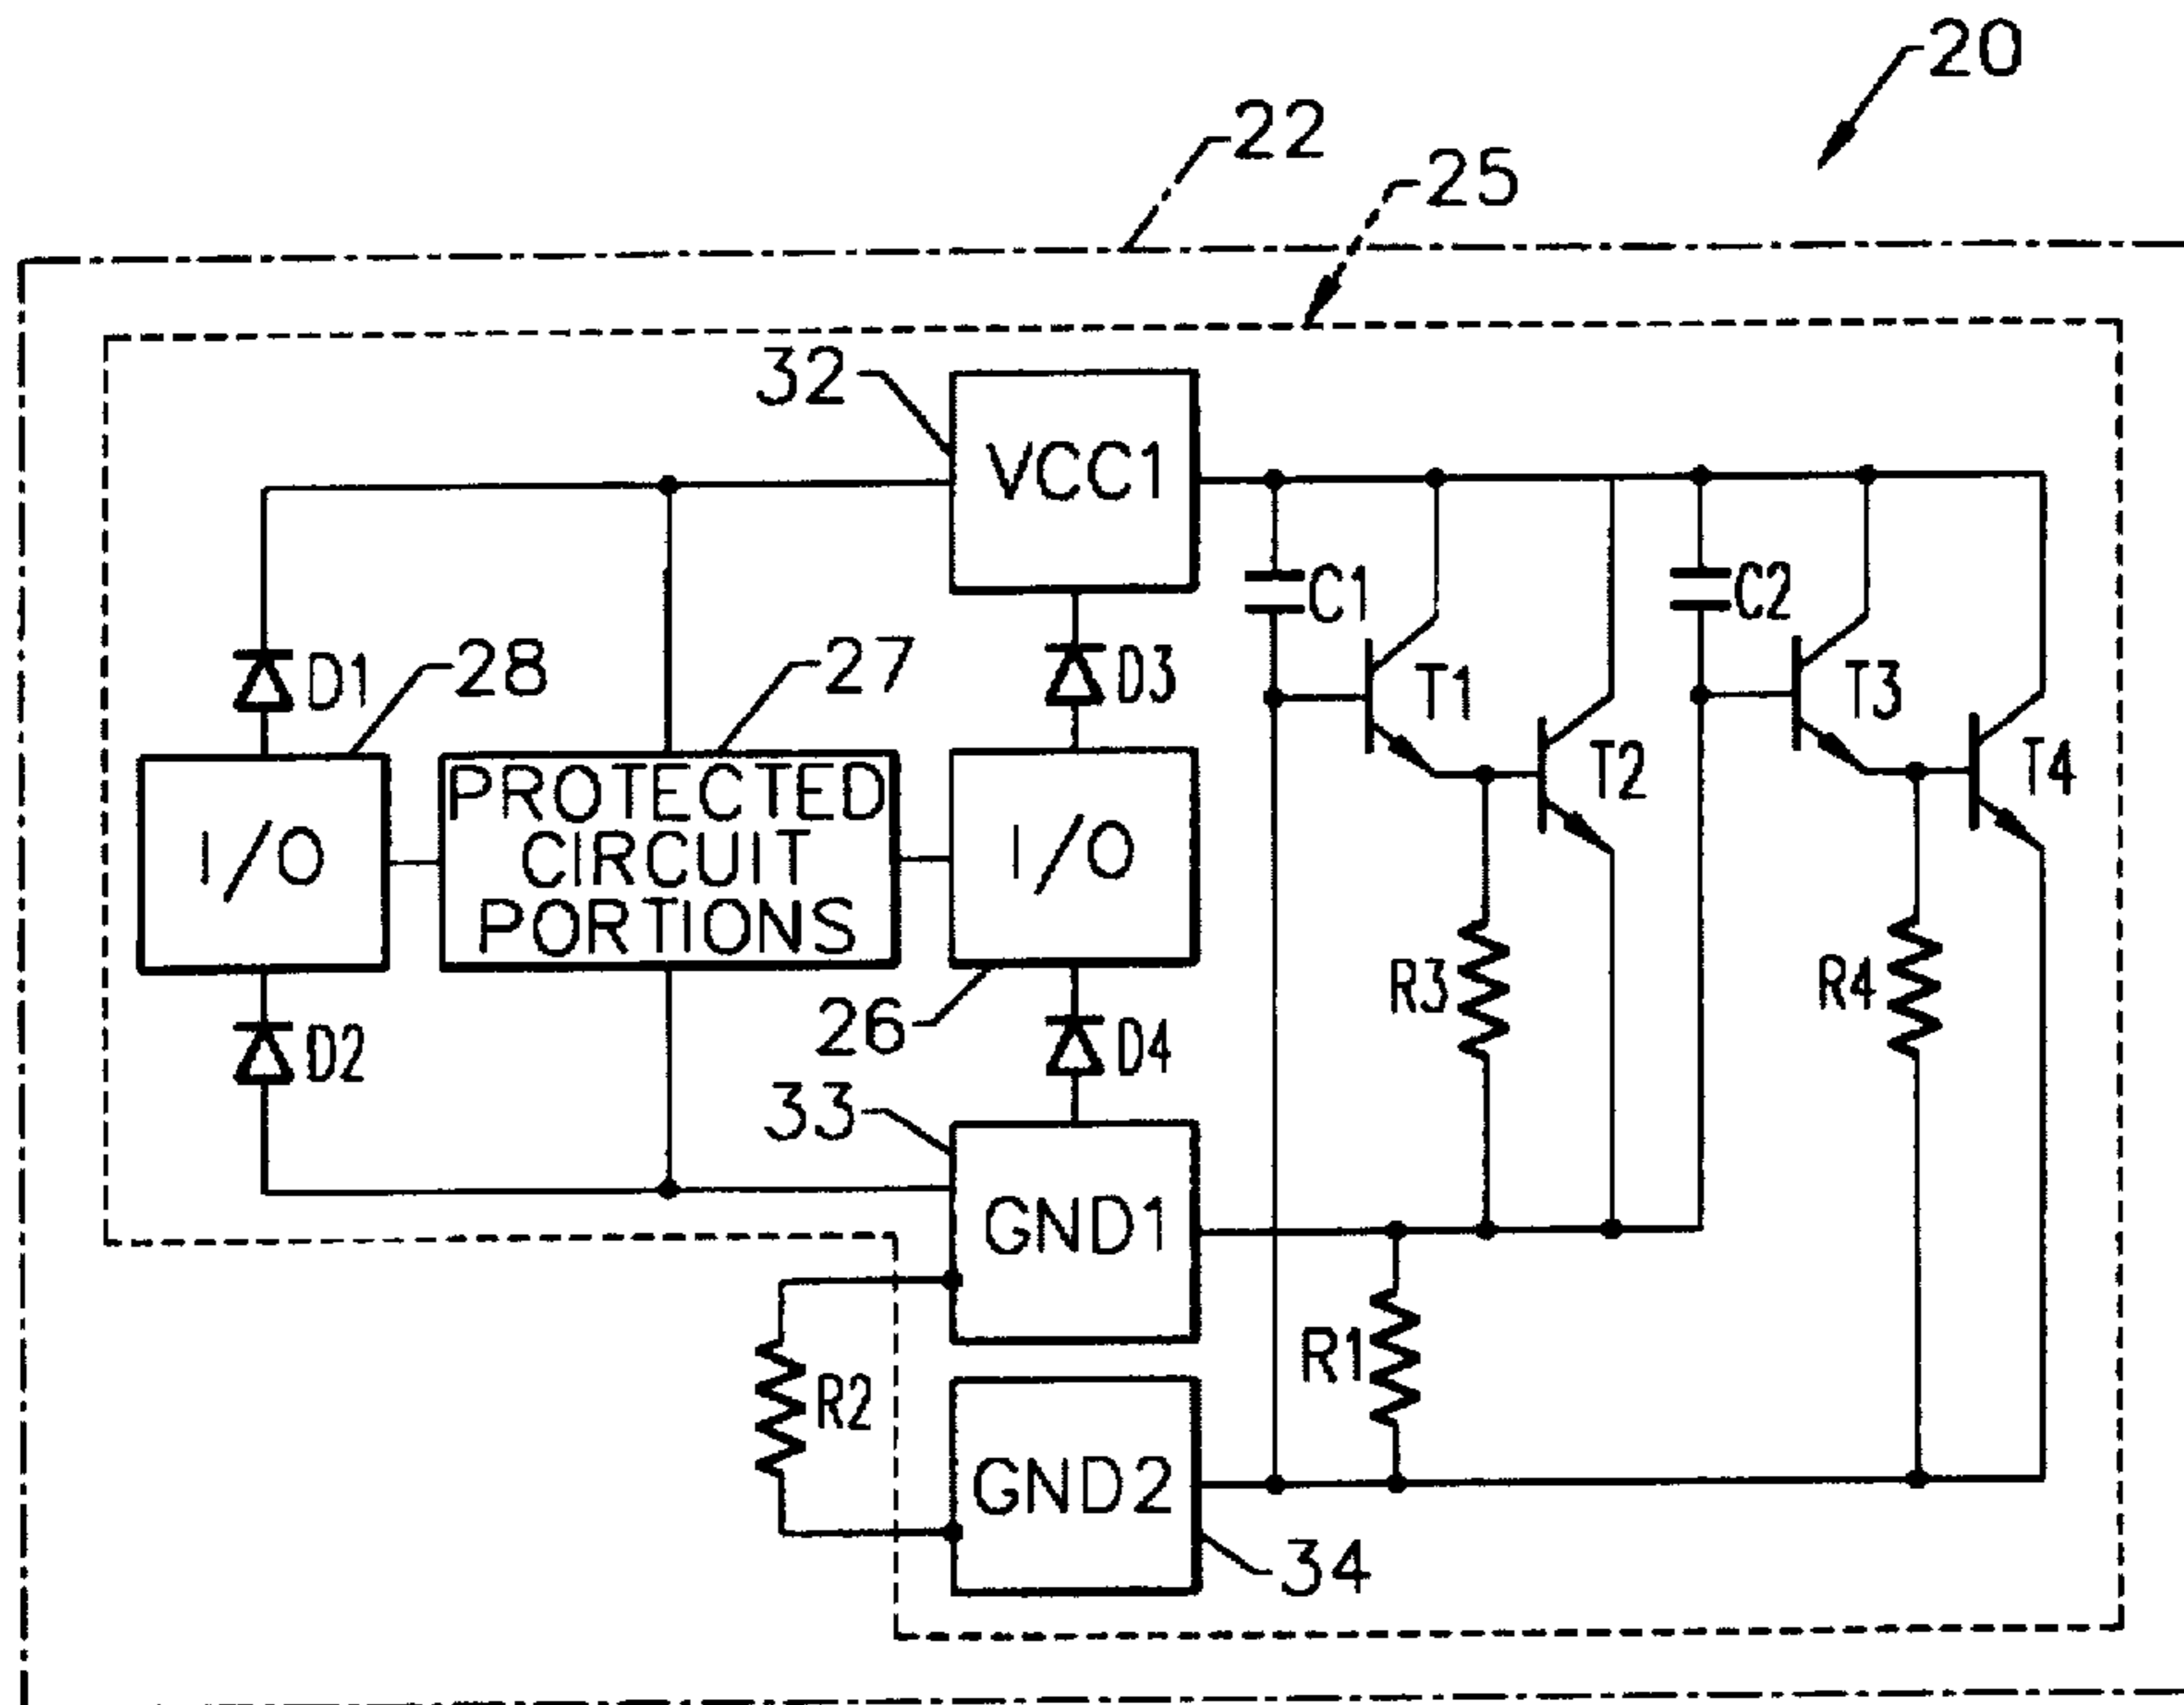 20
22
25
32
VCC1
C1
C2
D1
28
27
D3
T1
T3
T2
T4
I/O
PROTECTED
CIRCUIT
PORTIONS
I/O
R3
R4
26
D2
D4
33
GND1
R1
R2
GND2
34